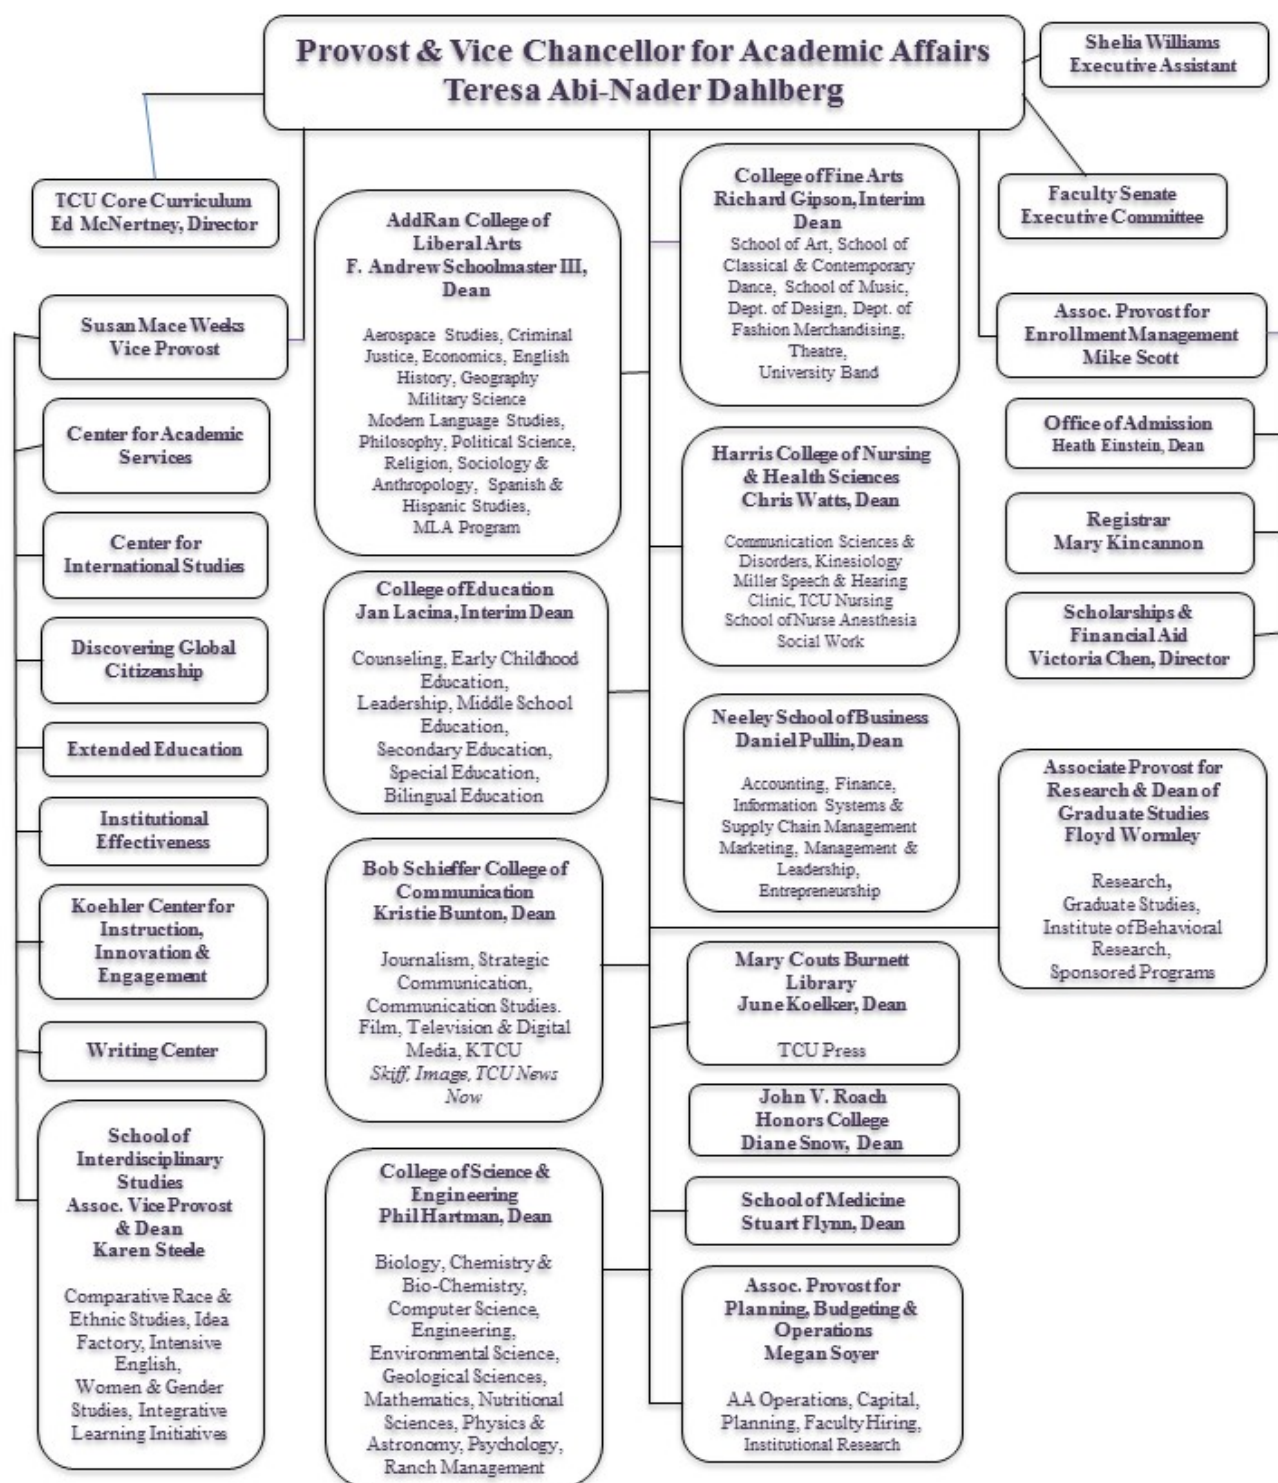 Provost & Vice Chancellor for Academic Affairs
Teresa Abi-Nader Dahlberg
Shelia Williams
Executive Assistant
TCU Core Curriculum
Ed McNertney, Director
Faculty Senate
Executive Committee
Susan Mace Weeks
Vice Provost
Center for Academic
Services
Center for
International Studies
Discovering Global
Citizenship
Extended Education
Institutional
Effectiveness
Koehler Center for
Instruction,
Innovation &
Engagement
Writing Center
School of
Interdisciplinary
Studies
Assoc. Vice Provost
& Dean
Karen Steele
Comparative Race &
Ethnic Studies, Idea
Factory, Intensive
English,
Women & Gender
Studies, Integrative
Learning Initiatives
AddRan College of
Liberal Arts
F. Andrew Schoolmaster III,
Dean
Aerospace Studies, Criminal
Justice, Economics, English
History, Geography
Military Science
Modern Language Studies,
Philosophy, Political Science,
Religion, Sociology &
Anthropology, Spanish &
Hispanic Studies,
MLA Program
College of Education
Jan Lacina, Interim Dean
Counseling, Early Childhood
Education,
Leadership, Middle School
Education,
Secondary Education,
Special Education,
Bilingual Education
Bob Schieffer College of
Communication
Kristie Bunton, Dean
Journalism, Strategic
Communication,
Communication Studies.
Film, Television & Digital
Media, KTCU
Skiff, Image, TCU News
Now
College of Science &
Engineering
Phil Hartman, Dean
Biology, Chemistry &
Bio-Chemistry,
Computer Science,
Engineering,
Environmental Science,
Geological Sciences,
Mathematics, Nutritional
Sciences, Physics &
Astronomy, Psychology,
Ranch Management
College of Fine Arts
Richard Gipson, Interim
Dean
School of Art, School of
Classical & Contemporary
Dance, School of Music,
Dept. of Design, Dept. of
Fashion Merchandising,
Theatre,
University Band
Harris College of Nursing
& Health Sciences
Chris Watts, Dean
Communication Sciences &
Disorders, Kinesiology
Miller Speech & Hearing
Clinic, TCU Nursing
School of Nurse Anesthesia
Social Work
Neeley School of Business
Daniel Pullin, Dean
Accounting, Finance,
Information Systems &
Supply Chain Management
Marketing, Management &
Leadership,
Entrepreneurship
Mary Couts Burnett
Library
June Koelker, Dean
TCU Press
John V. Roach
Honors College
Diane Snow, Dean
School of Medicine
Stuart Flynn, Dean
Assoc. Provost for
Planning, Budgeting &
Operations
Megan Soyer
AA Operations, Capital,
Planning, Faculty Hiring,
Institutional Research
Assoc. Provost for
Enrollment Management
Mike Scott
Office of Admission
Heath Einstein, Dean
Registrar
Mary Kincannon
Scholarships &
Financial Aid
Victoria Chen, Director
Associate Provost for
Research & Dean of
Graduate Studies
Floyd Wormley
Research,
Graduate Studies,
Institute of Behavioral
Research,
Sponsored Programs